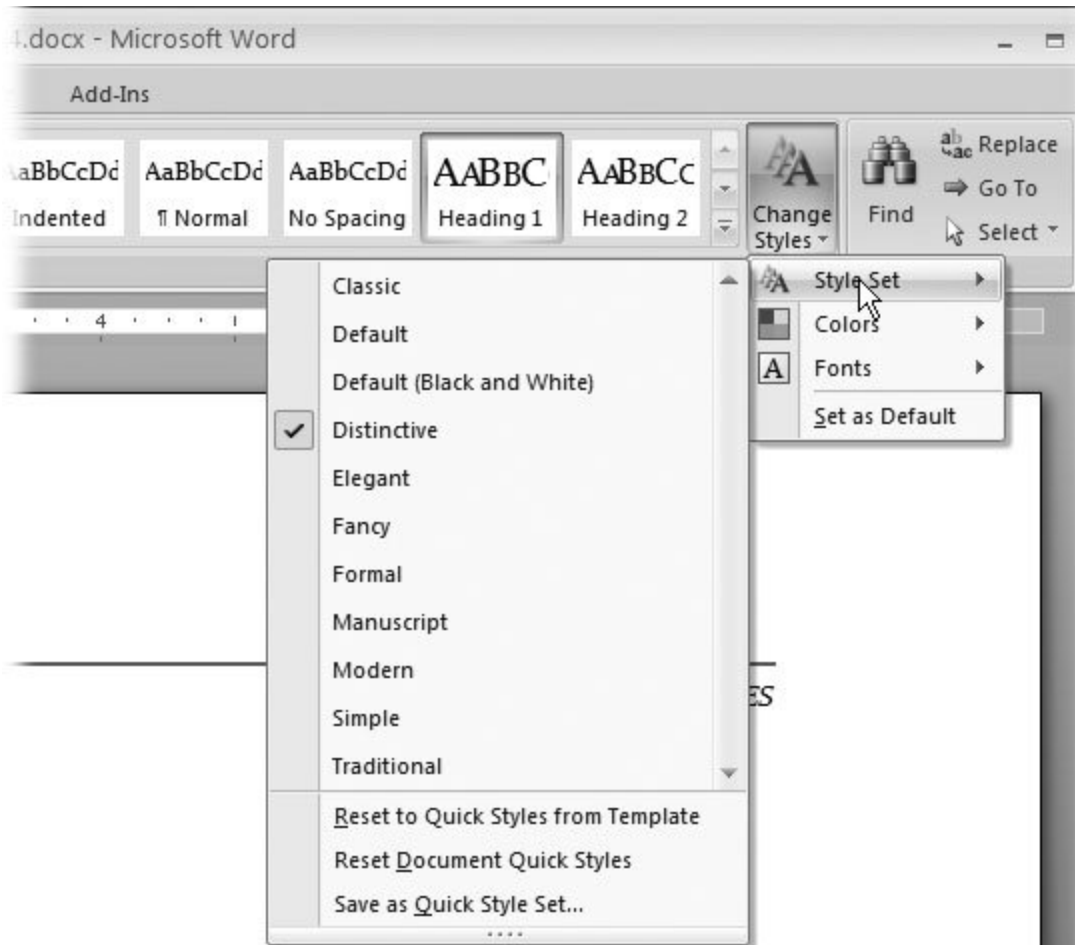 4.docx - Microsoft Word
Add-Ins
AaBbCcDd AaBbCcDd AaBbCcDd AABBC AABBCC
Indented ¶ Normal No Spacing Heading 1 Heading 2
Change
Styles
Find
Replace
Go To
Select
Style Set
Colors
Fonts
Set as Default
4
Classic
Default
Default (Black and White)
Distinctive
Elegant
Fancy
Formal
Manuscript
Modern
Simple
Traditional
Reset to Quick Styles from Template
Reset Document Quick Styles
Save as Quick Style Set...
ES